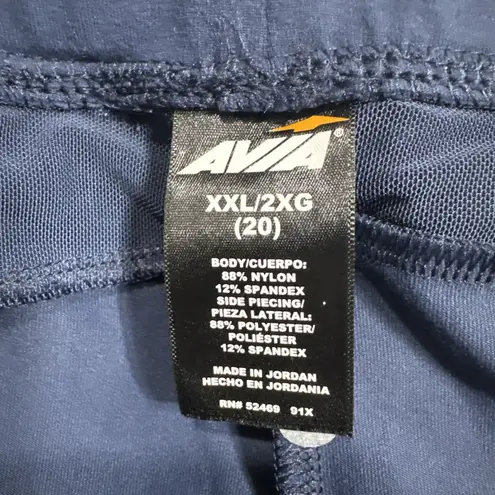 AVIA®
XXL/2XG
(20)
BODY/CUERPO:
88% NYLON
12% SPANDEX
SIDE PIECING/
PIEZA LATERAL:
88% POLYESTER/
POLIÉSTER
12% SPANDEX
MADE IN JORDAN
HECHO EN JORDANIA
RN# 52469 91X